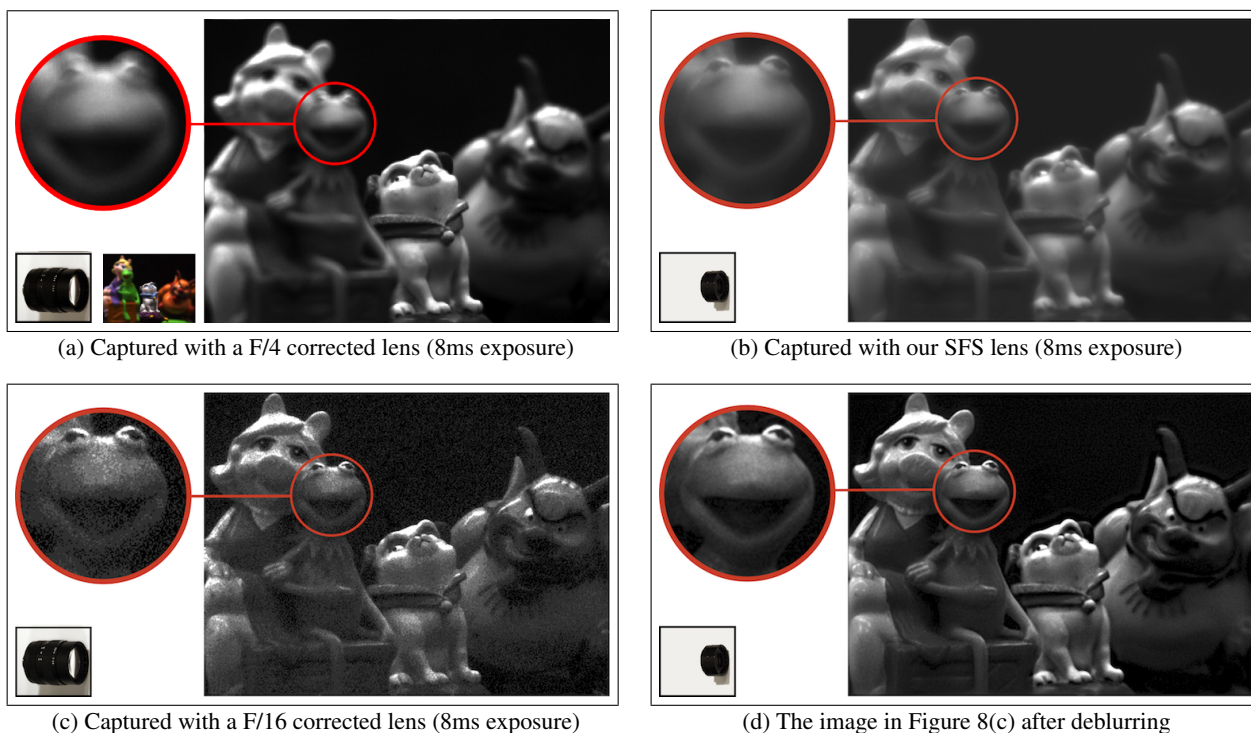 (a) Captured with a F/4 corrected lens (8ms exposure)
(b) Captured with our SFS lens (8ms exposure)
(c) Captured with a F/16 corrected lens (8ms exposure)
(d) The image in Figure 8(c) after deblurring